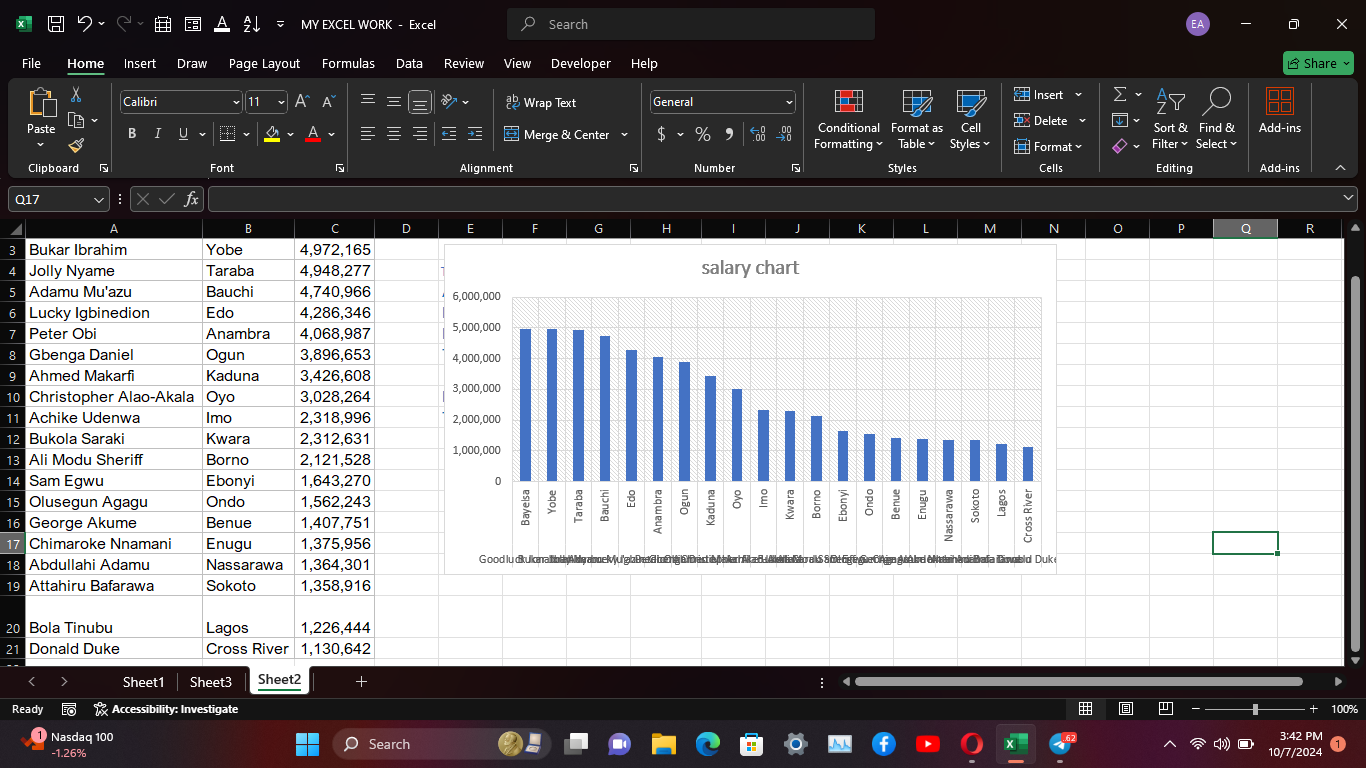 MY EXCEL WORK - Excel
Search
EA
File Home Insert Draw Page Layout Formulas Data Review View Developer Help
Share
Paste
Clipboard
Calibri 11
B I U
Font
Wrap Text
Merge & Center
Alignment
General
$ %
Number
Conditional Formatting
Format as Table
Cell Styles
Styles
Insert
Delete
Format
Cells
Sort & Filter
Find & Select
Editing
Add-ins
Add-ins
Q17
fx
A B C D E F G H I J K L M N O P Q R
3 Bukar Ibrahim Yobe 4,972,165
4 Jolly Nyame Taraba 4,948,277
5 Adamu Mu'azu Bauchi 4,740,966
6 Lucky Igbinedion Edo 4,286,346
7 Peter Obi Anambra 4,068,987
8 Gbenga Daniel Ogun 3,896,653
9 Ahmed Makarfi Kaduna 3,426,608
10 Christopher Alao-Akala Oyo 3,028,264
11 Achike Udenwa Imo 2,318,996
12 Bukola Saraki Kwara 2,312,631
13 Ali Modu Sheriff Borno 2,121,528
14 Sam Egwu Ebonyi 1,643,270
15 Olusegun Agagu Ondo 1,562,243
16 George Akume Benue 1,407,751
17 Chimaroke Nnamani Enugu 1,375,956
18 Abdullahi Adamu Nassarawa 1,364,301
19 Attahiru Bafarawa Sokoto 1,358,916
20 Bola Tinubu Lagos 1,226,444
21 Donald Duke Cross River 1,130,642
salary chart
6,000,000
5,000,000
4,000,000
3,000,000
2,000,000
1,000,000
0
Bayelsa
Yobe
Taraba
Bauchi
Edo
Anambra
Ogun
Kaduna
Oyo
Imo
Kwara
Borno
Ebonyi
Ondo
Benue
Enugu
Nassarawa
Sokoto
Lagos
Cross River
Sheet1 Sheet3 Sheet2
Ready
Accessibility: Investigate
100%
1
Nasdaq 100
-1.26%
Search
62
3:42 PM
10/7/2024
1